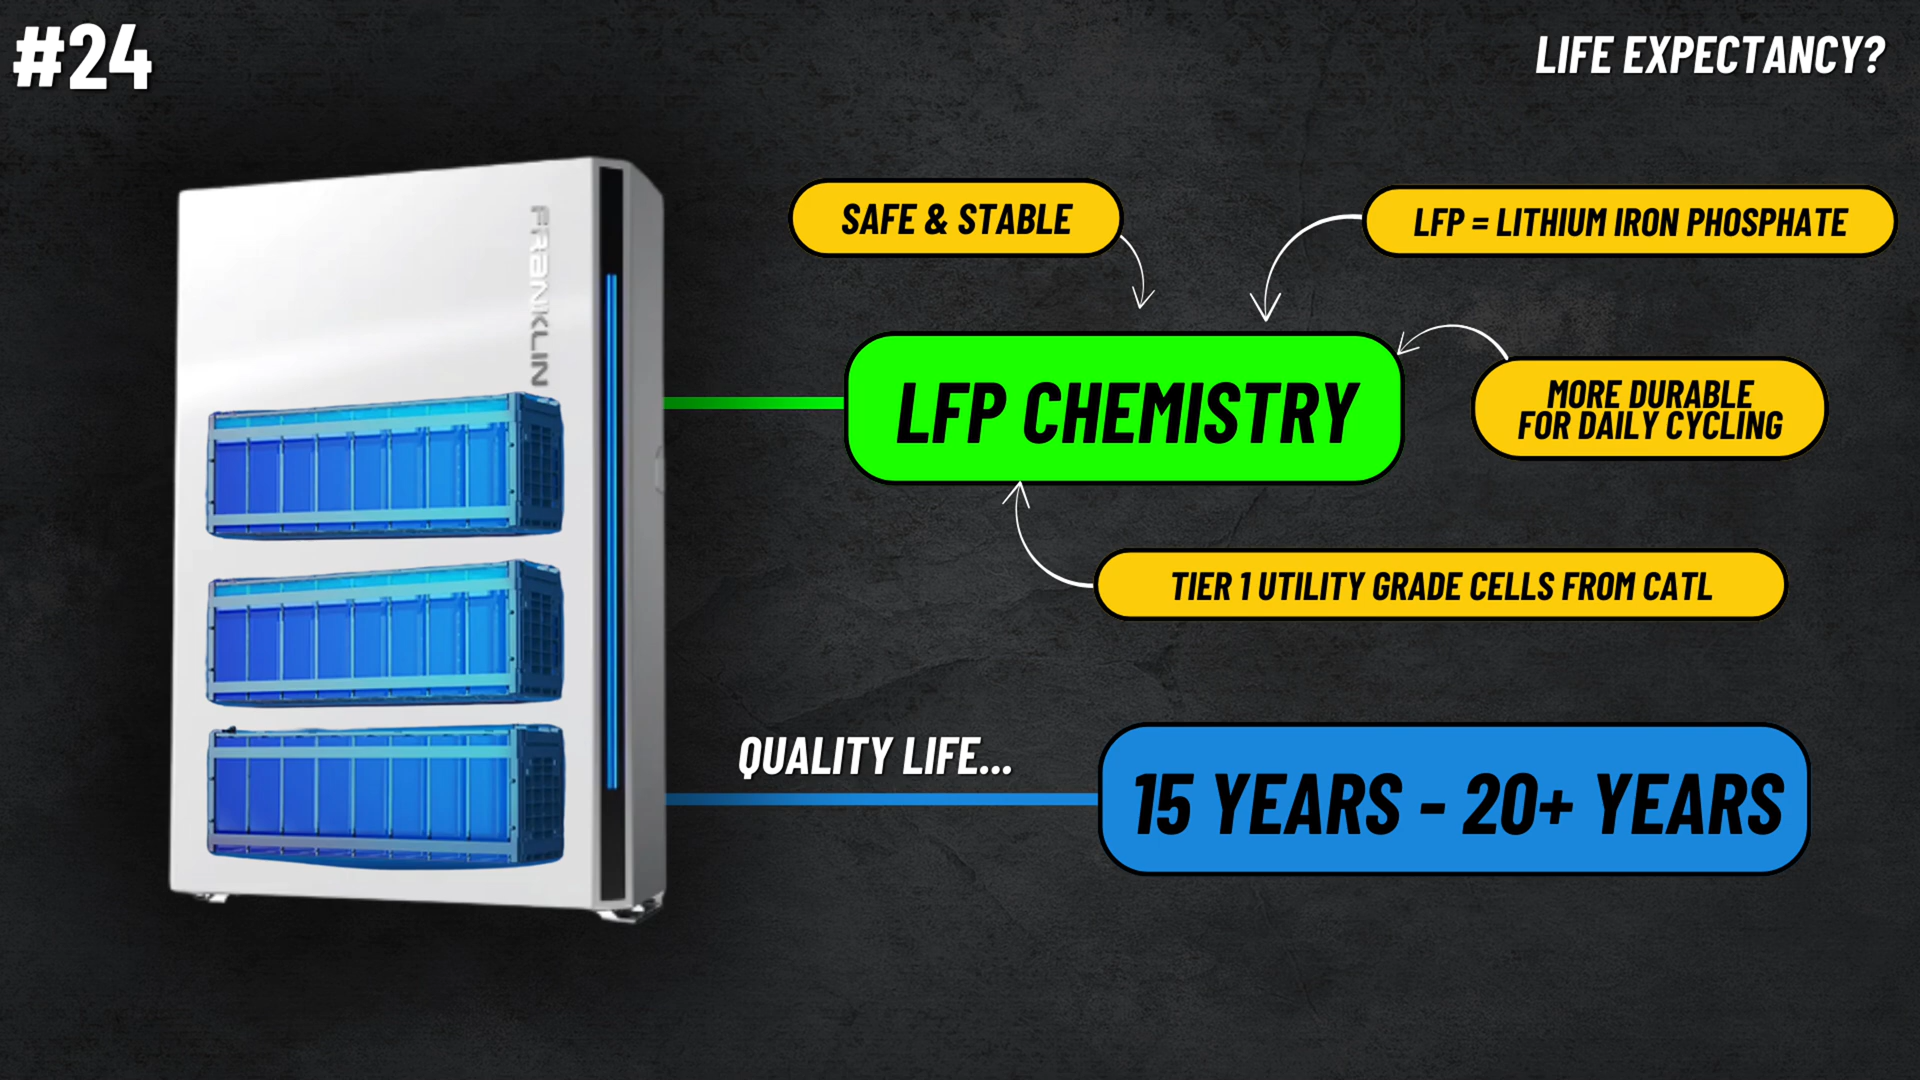 #24
LIFE EXPECTANCY?
FRANKLIN
SAFE & STABLE
LFP = LITHIUM IRON PHOSPHATE
LFP CHEMISTRY
MORE DURABLE
FOR DAILY CYCLING
TIER 1 UTILITY GRADE CELLS FROM CATL
QUALITY LIFE...
15 YEARS - 20+ YEARS